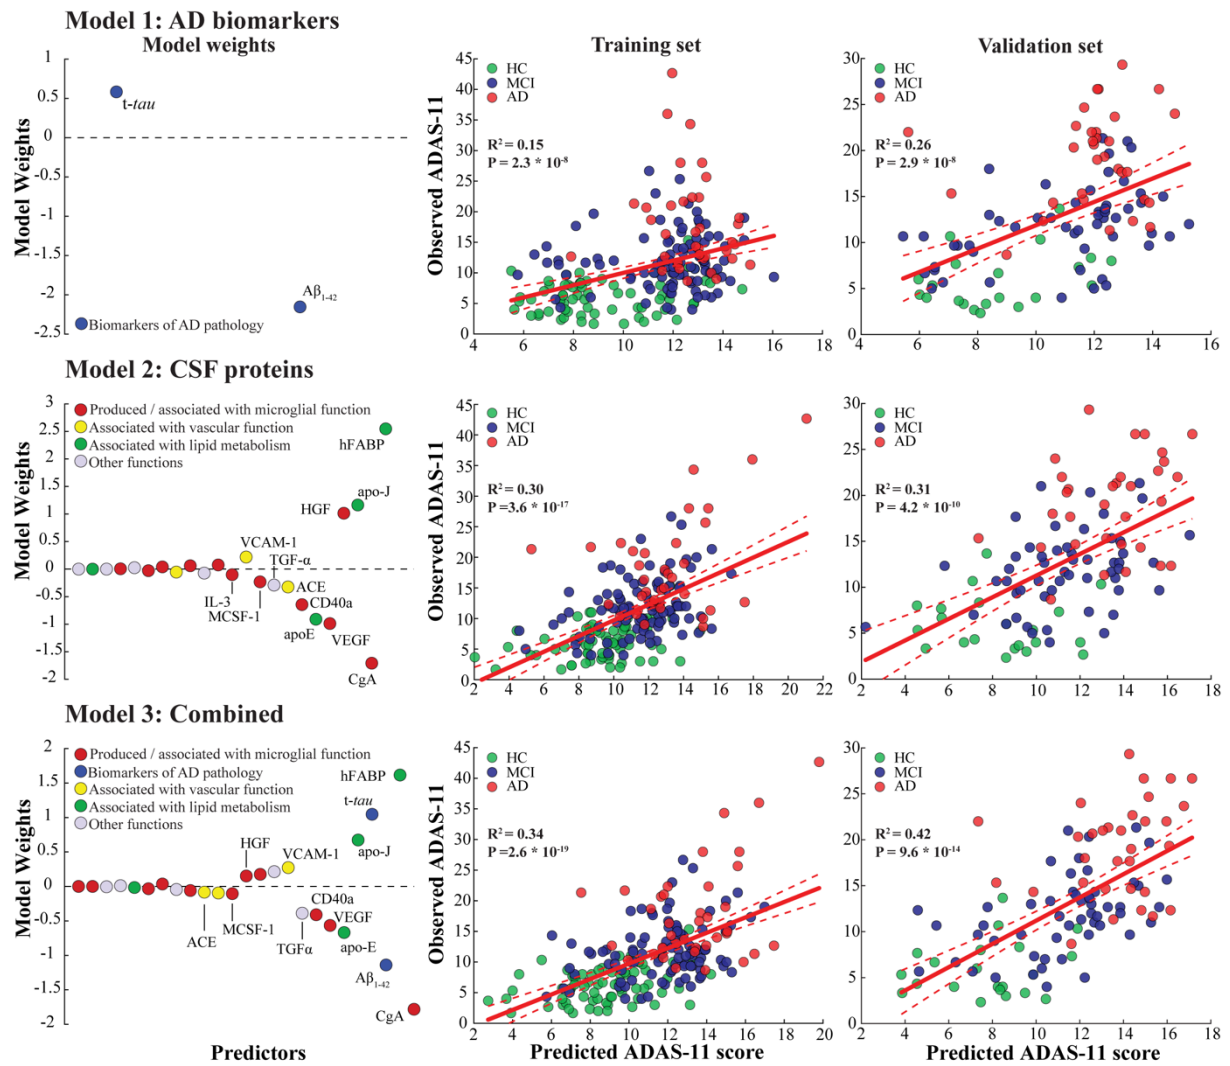 Model 1: AD biomarkers
Model weights
Training set
Validation set
Model Weights
1
0.5
0
-0.5
-1
-1.5
-2
-2.5
t-tau
Aβ1-42
Biomarkers of AD pathology
Observed ADAS-11
45
40
35
30
25
20
15
10
5
0
HC
MCI
AD
R² = 0.15
P = 2.3 * 10⁻⁸
4
6
8
10
12
14
16
18
30
25
20
15
10
5
0
HC
MCI
AD
R² = 0.26
P = 2.9 * 10⁻⁸
4
6
8
10
12
14
16
Model 2: CSF proteins
Model Weights
3
2.5
2
1.5
1
0.5
0
-0.5
-1
-1.5
-2
Produced / associated with microglial function
Associated with vascular function
Associated with lipid metabolism
Other functions
hFABP
apo-J
HGF
VCAM-1
TGF-α
IL-3
MCSF-1
ACE
CD40a
apoE
VEGF
CgA
Observed ADAS-11
45
40
35
30
25
20
15
10
5
0
HC
MCI
AD
R² = 0.30
P =3.6 * 10⁻¹⁷
2
4
6
8
10
12
14
16
18
20
22
30
25
20
15
10
5
0
HC
MCI
AD
R² = 0.31
P = 4.2 * 10⁻¹⁰
2
4
6
8
10
12
14
16
18
Model 3: Combined
Model Weights
2
1.5
1
0.5
0
-0.5
-1
-1.5
-2
Produced / associated with microglial function
Biomarkers of AD pathology
Associated with vascular function
Associated with lipid metabolism
Other functions
hFABP
t-tau
apo-J
HGF
VCAM-1
ACE
MCSF-1
CD40a
TGFα
VEGF
apo-E
Aβ1-42
CgA
Predictors
Observed ADAS-11
45
40
35
30
25
20
15
10
5
0
HC
MCI
AD
R² = 0.34
P =2.6 * 10⁻¹⁹
2
4
6
8
10
12
14
16
18
20
Predicted ADAS-11 score
30
25
20
15
10
5
0
HC
MCI
AD
R² = 0.42
P = 9.6 * 10⁻¹⁴
2
4
6
8
10
12
14
16
18
Predicted ADAS-11 score